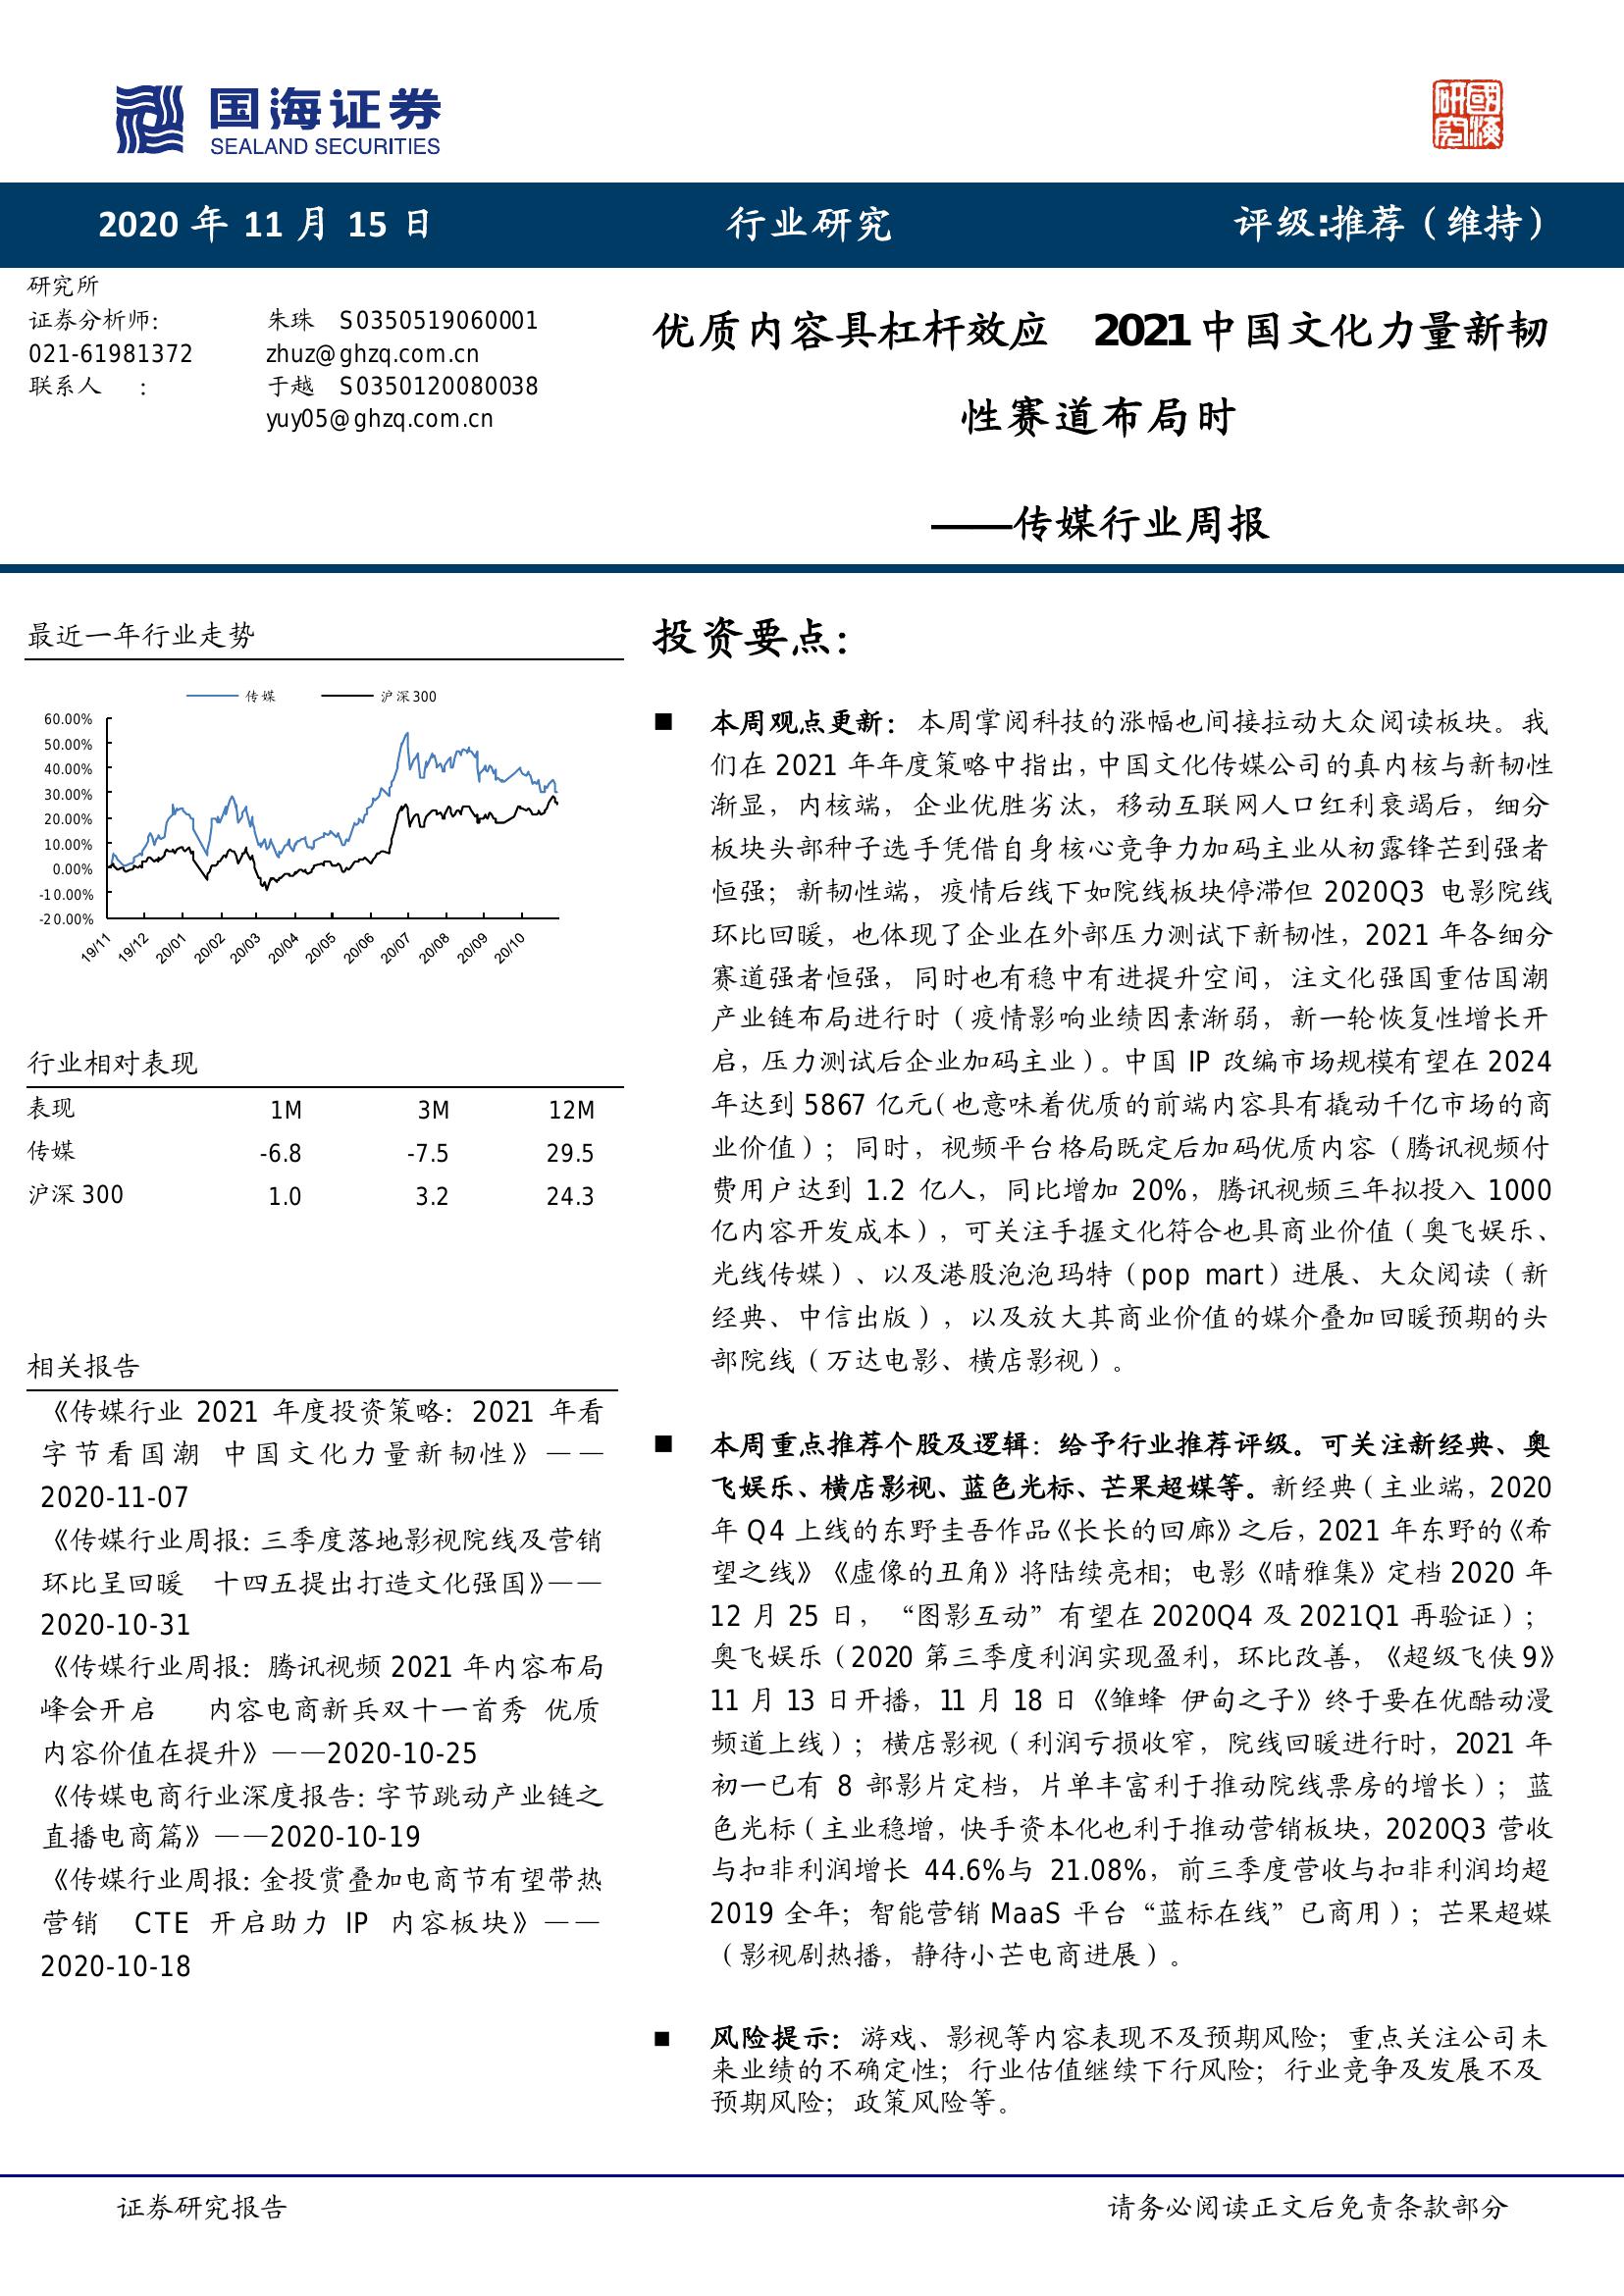 国海证券
SEALAND SECURITIES
國海研究
2020 年 11 月 15 日
行业研究
评级:推荐（维持）
研究所
证券分析师: 朱珠 S0350519060001
021-61981372 zhuz@ghzq.com.cn
联系人 ： 于越 S0350120080038
yuy05@ghzq.com.cn
优质内容具杠杆效应 2021 中国文化力量新韧
性赛道布局时
——传媒行业周报
最近一年行业走势
传媒 沪深300
60.00%
50.00%
40.00%
30.00%
20.00%
10.00%
0.00%
-10.00%
-20.00%
19/11 19/12 20/01 20/02 20/03 20/04 20/05 20/06 20/07 20/08 20/09 20/10
行业相对表现
表现 1M 3M 12M
传媒 -6.8 -7.5 29.5
沪深 300 1.0 3.2 24.3
相关报告
《传媒行业 2021 年度投资策略：2021 年看
字节看国潮 中国文化力量新韧性》——
2020-11-07
《传媒行业周报：三季度落地影视院线及营销
环比呈回暖 十四五提出打造文化强国》——
2020-10-31
《传媒行业周报：腾讯视频 2021 年内容布局
峰会开启 内容电商新兵双十一首秀 优质
内容价值在提升》——2020-10-25
《传媒电商行业深度报告：字节跳动产业链之
直播电商篇》——2020-10-19
《传媒行业周报：金投赏叠加电商节有望带热
营销 CTE 开启助力 IP 内容板块》——
2020-10-18
投资要点：
■ 本周观点更新：本周掌阅科技的涨幅也间接拉动大众阅读板块。我
们在 2021 年年度策略中指出，中国文化传媒公司的真内核与新韧性
渐显，内核端，企业优胜劣汰，移动互联网人口红利衰竭后，细分
板块头部种子选手凭借自身核心竞争力加码主业从初露锋芒到强者
恒强；新韧性端，疫情后线下如院线板块停滞但 2020Q3 电影院线
环比回暖，也体现了企业在外部压力测试下新韧性，2021 年各细分
赛道强者恒强，同时也有稳中有进提升空间，注文化强国重估国潮
产业链布局进行时（疫情影响业绩因素渐弱，新一轮恢复性增长开
启，压力测试后企业加码主业）。中国 IP 改编市场规模有望在 2024
年达到 5867 亿元（也意味着优质的前端内容具有撬动千亿市场的商
业价值）；同时，视频平台格局既定后加码优质内容（腾讯视频付
费用户达到 1.2 亿人，同比增加 20%，腾讯视频三年拟投入 1000
亿内容开发成本），可关注手握文化符合也具商业价值（奥飞娱乐、
光线传媒）、以及港股泡泡玛特（pop mart）进展、大众阅读（新
经典、中信出版），以及放大其商业价值的媒介叠加回暖预期的头
部院线（万达电影、横店影视）。
■ 本周重点推荐个股及逻辑：给予行业推荐评级。可关注新经典、奥
飞娱乐、横店影视、蓝色光标、芒果超媒等。新经典（主业端，2020
年 Q4 上线的东野圭吾作品《长长的回廊》之后，2021 年东野的《希
望之线》《虚像的丑角》将陆续亮相；电影《晴雅集》定档 2020 年
12 月 25 日，“图影互动”有望在 2020Q4 及 2021Q1 再验证）；
奥飞娱乐（2020 第三季度利润实现盈利，环比改善，《超级飞侠 9》
11 月 13 日开播，11 月 18 日《雏蜂 伊甸之子》终于要在优酷动漫
频道上线）；横店影视（利润亏损收窄，院线回暖进行时，2021 年
初一已有 8 部影片定档，片单丰富利于推动院线票房的增长）；蓝
色光标（主业稳增，快手资本化也利于推动营销板块，2020Q3 营收
与扣非利润增长 44.6%与 21.08%，前三季度营收与扣非利润均超
2019 全年；智能营销 MaaS 平台“蓝标在线”已商用）；芒果超媒
（影视剧热播，静待小芒电商进展）。
■ 风险提示：游戏、影视等内容表现不及预期风险；重点关注公司未
来业绩的不确定性；行业估值继续下行风险；行业竞争及发展不及
预期风险；政策风险等。
证券研究报告
请务必阅读正文后免责条款部分